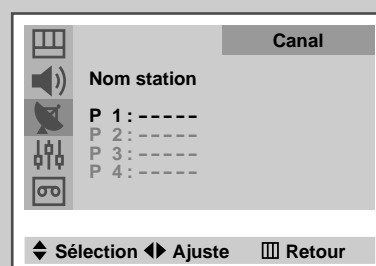 Canal
Nom station
P 1 : - - - - -
P 2 : - - - - -
P 3 : - - - - -
P 4 : - - - - -
Sélection Ajuste Retour